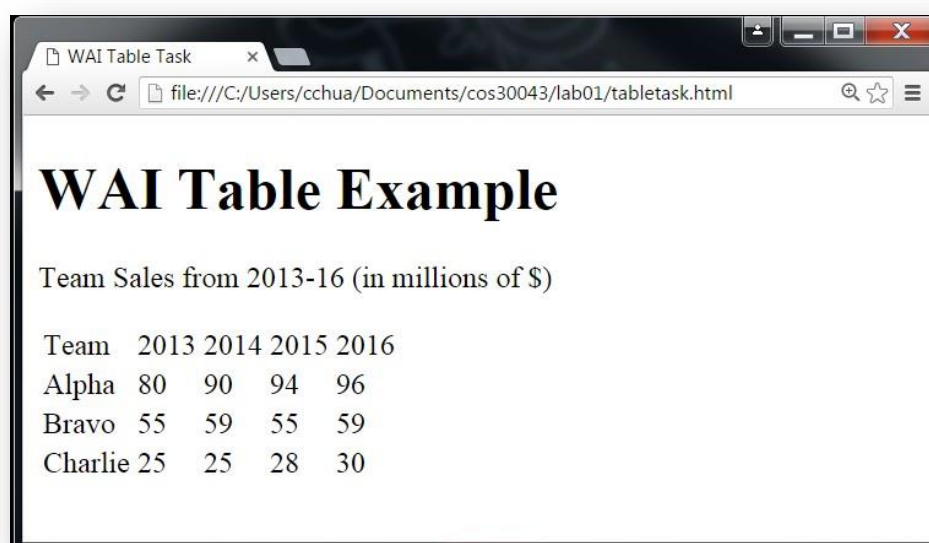 WAI Table Task
file:///C:/Users/cchua/Documents/cos30043/lab01/tabletask.html
WAI Table Example
Team Sales from 2013-16 (in millions of $)
Team 2013 2014 2015 2016
Alpha 80 90 94 96
Bravo 55 59 55 59
Charlie 25 25 28 30